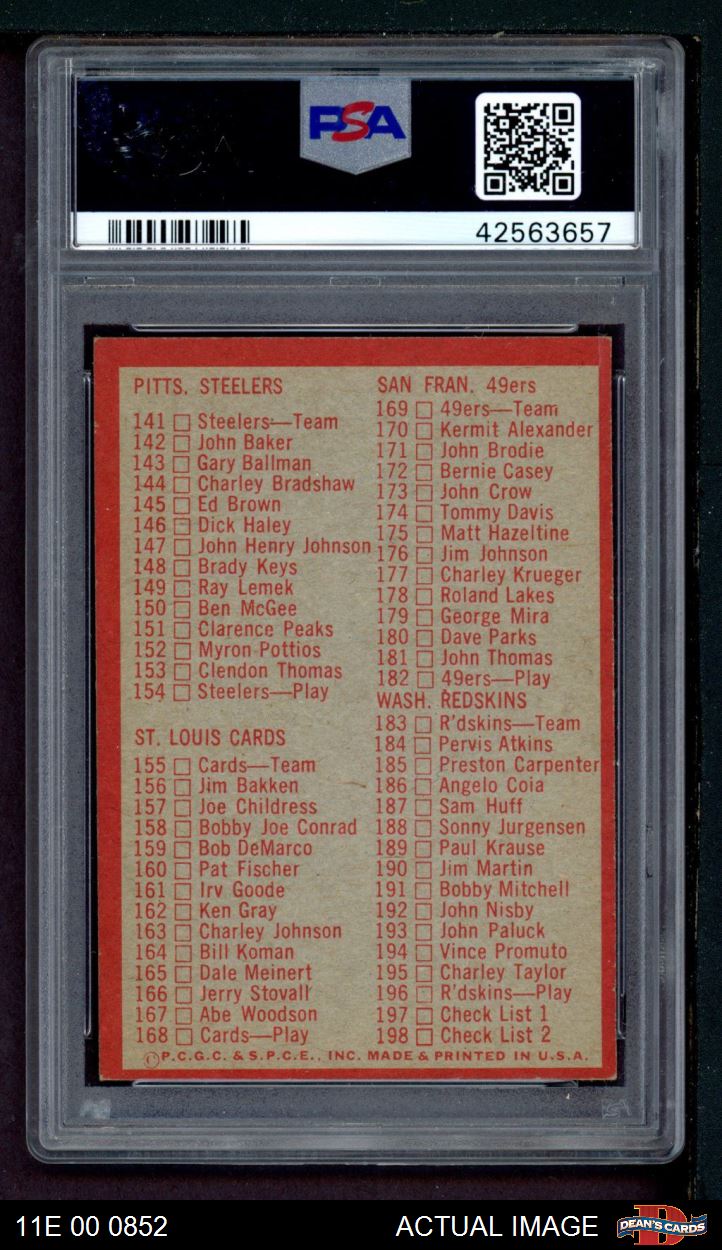 PSA
42563657
PITTS. STEELERS
141 Steelers—Team
142 John Baker
143 Gary Ballman
144 Charley Bradshaw
145 Ed Brown
146 Dick Haley
147 John Henry Johnson
148 Brady Keys
149 Ray Lemek
150 Ben McGee
151 Clarence Peaks
152 Myron Pottios
153 Clendon Thomas
154 Steelers—Play
ST. LOUIS CARDS
155 Cards—Team
156 Jim Bakken
157 Joe Childress
158 Bobby Joe Conrad
159 Bob DeMarco
160 Pat Fischer
161 Irv Goode
162 Ken Gray
163 Charley Johnson
164 Bill Koman
165 Dale Meinert
166 Jerry Stovall
167 Abe Woodson
168 Cards—Play
SAN FRAN. 49ers
169 49ers—Team
170 Kermit Alexander
171 John Brodie
172 Bernie Casey
173 John Crow
174 Tommy Davis
175 Matt Hazeltine
176 Jim Johnson
177 Charley Krueger
178 Roland Lakes
179 George Mira
180 Dave Parks
181 John Thomas
182 49ers—Play
WASH. REDSKINS
183 R'dskins—Team
184 Pervis Atkins
185 Preston Carpenter
186 Angelo Coia
187 Sam Huff
188 Sonny Jurgensen
189 Paul Krause
190 Jim Martin
191 Bobby Mitchell
192 John Nisby
193 John Paluck
194 Vince Promuto
195 Charley Taylor
196 R'dskins—Play
197 Check List 1
198 Check List 2
P.C.G.C. & S.P.C.E., INC. MADE & PRINTED IN U.S.A.
11E 00 0852 ACTUAL IMAGE
DEAN'S CARDS